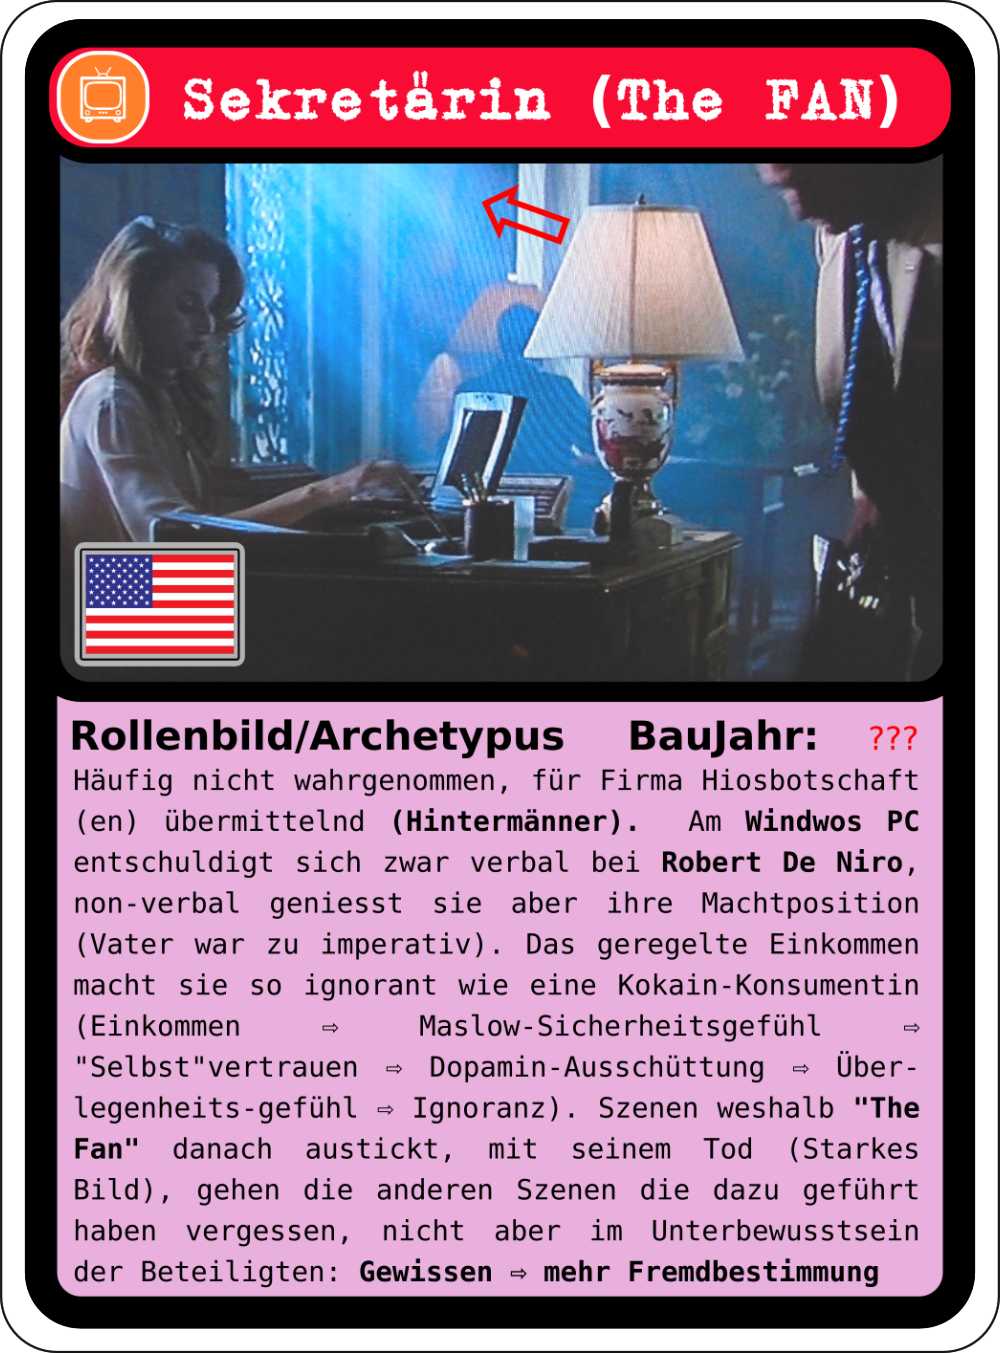 Sekretärin (The FAN)
Rollenbild/Archetypus BauJahr: ???
Häufig nicht wahrgenommen, für Firma Hiosbotschaft
(en) übermittelnd (Hintermänner). Am Windwos PC
entschuldigt sich zwar verbal bei Robert De Niro,
non-verbal geniesst sie aber ihre Machtposition
(Vater war zu imperativ). Das geregelte Einkommen
macht sie so ignorant wie eine Kokain-Konsumentin
(Einkommen ⇨ Maslow-Sicherheitsgefühl ⇨
"Selbst"vertrauen ⇨ Dopamin-Ausschüttung ⇨ Über-
legenheits-gefühl ⇨ Ignoranz). Szenen weshalb "The
Fan" danach austickt, mit seinem Tod (Starkes
Bild), gehen die anderen Szenen die dazu geführt
haben vergessen, nicht aber im Unterbewusstsein
der Beteiligten: Gewissen ⇨ mehr Fremdbestimmung